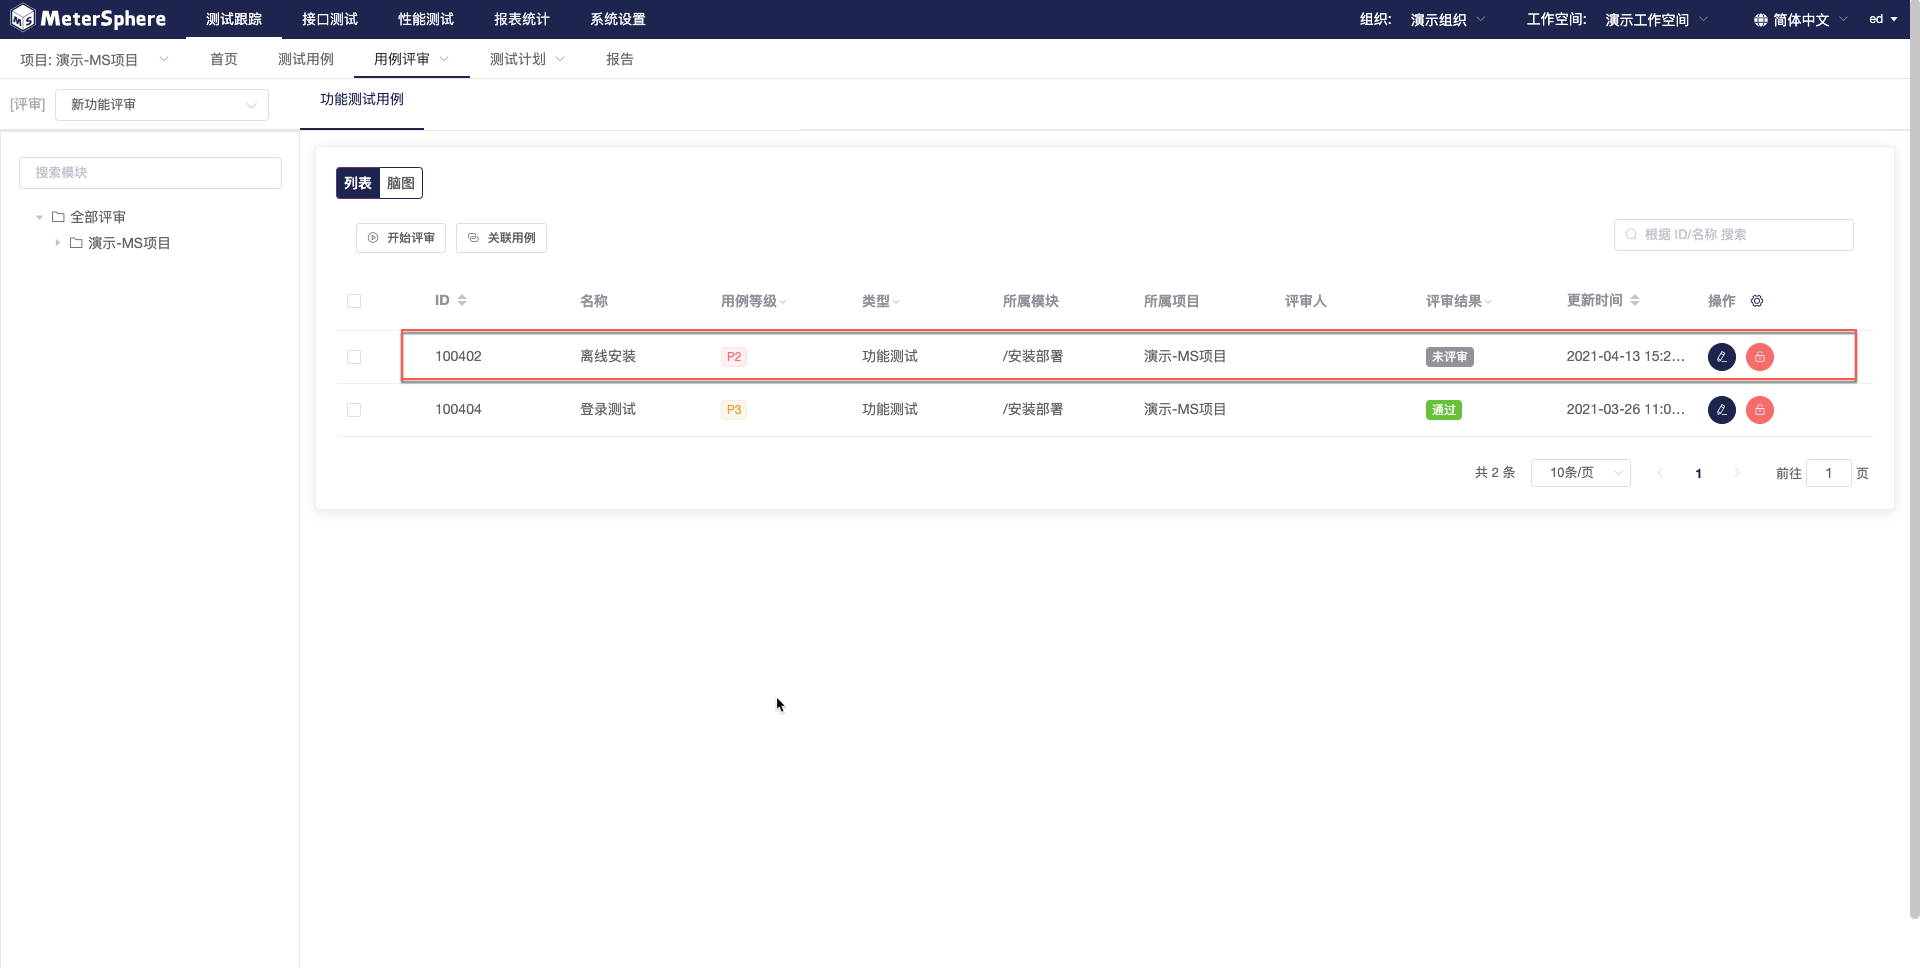 MeterSphere 测试跟踪 接口测试 性能测试 报表统计 系统设置 组织: 演示组织 工作空间: 演示工作空间 简体中文 ed
项目: 演示-MS项目 首页 测试用例 用例评审 测试计划 报告
[评审] 新功能评审 功能测试用例
搜索模块
全部评审
演示-MS项目
列表 脑图
开始评审 关联用例 根据 ID/名称 搜索
ID 名称 用例等级 类型 所属模块 所属项目 评审人 评审结果 更新时间 操作
100402 离线安装 P2 功能测试 /安装部署 演示-MS项目 未评审 2021-04-13 15:2...
100404 登录测试 P3 功能测试 /安装部署 演示-MS项目 通过 2021-03-26 11:0...
共 2 条 10条/页 1 前往 1 页